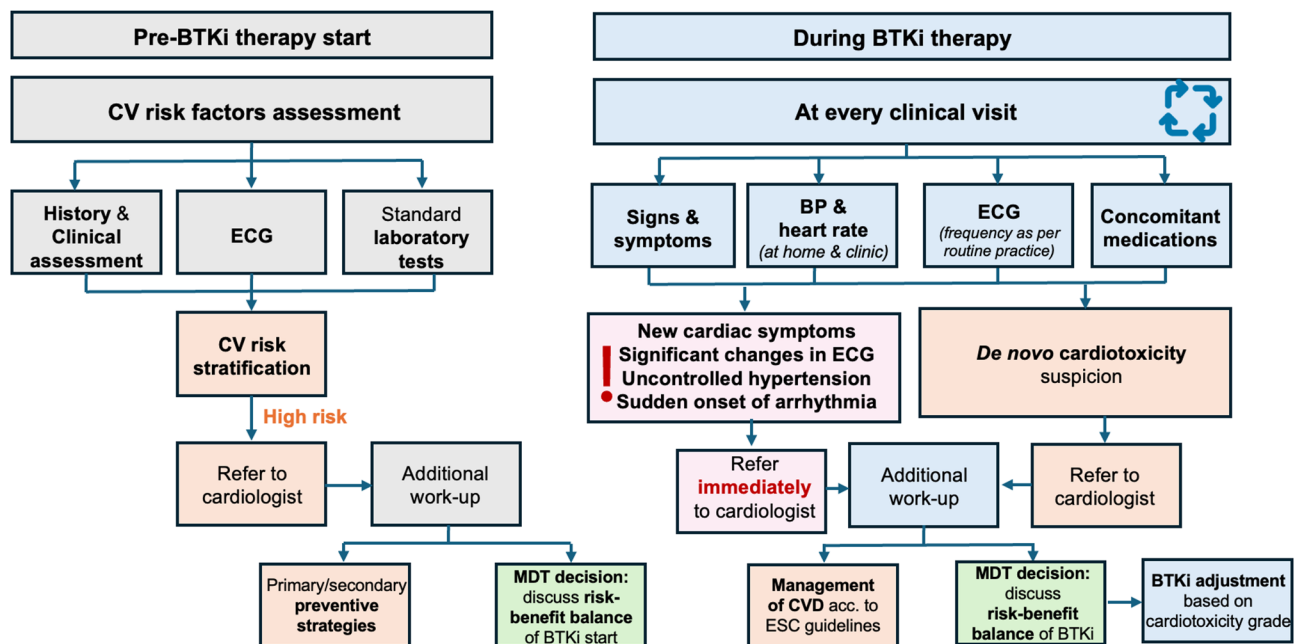 Pre-BTKi therapy start
CV risk factors assessment
History &
Clinical
assessment
ECG
Standard
laboratory
tests
CV risk
stratification
High risk
Refer to
cardiologist
Additional
work-up
Primary/secondary
preventive
strategies
MDT decision:
discuss risk-
benefit balance
of BTKi start
During BTKi therapy
At every clinical visit
Signs &
symptoms
BP &
heart rate
(at home & clinic)
ECG
(frequency as per
routine practice)
Concomitant
medications
New cardiac symptoms
Significant changes in ECG
Uncontrolled hypertension
Sudden onset of arrhythmia
!
De novo cardiotoxicity
suspicion
Refer
immediately
to cardiologist
Additional
work-up
Refer to
cardiologist
Management
of CVD acc. to
ESC guidelines
MDT decision:
discuss
risk-benefit
balance of BTKi
BTKi adjustment
based on
cardiotoxicity grade